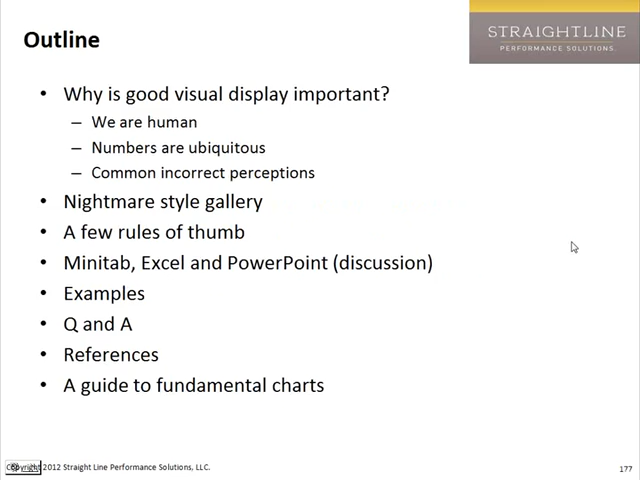 Outline
STRAIGHTLINE
PERFORMANCE SOLUTIONS.
• Why is good visual display important?
– We are human
– Numbers are ubiquitous
– Common incorrect perceptions
• Nightmare style gallery
• A few rules of thumb
• Minitab, Excel and PowerPoint (discussion)
• Examples
• Q and A
• References
• A guide to fundamental charts
Copyright 2012 Straight Line Performance Solutions, LLC.
177